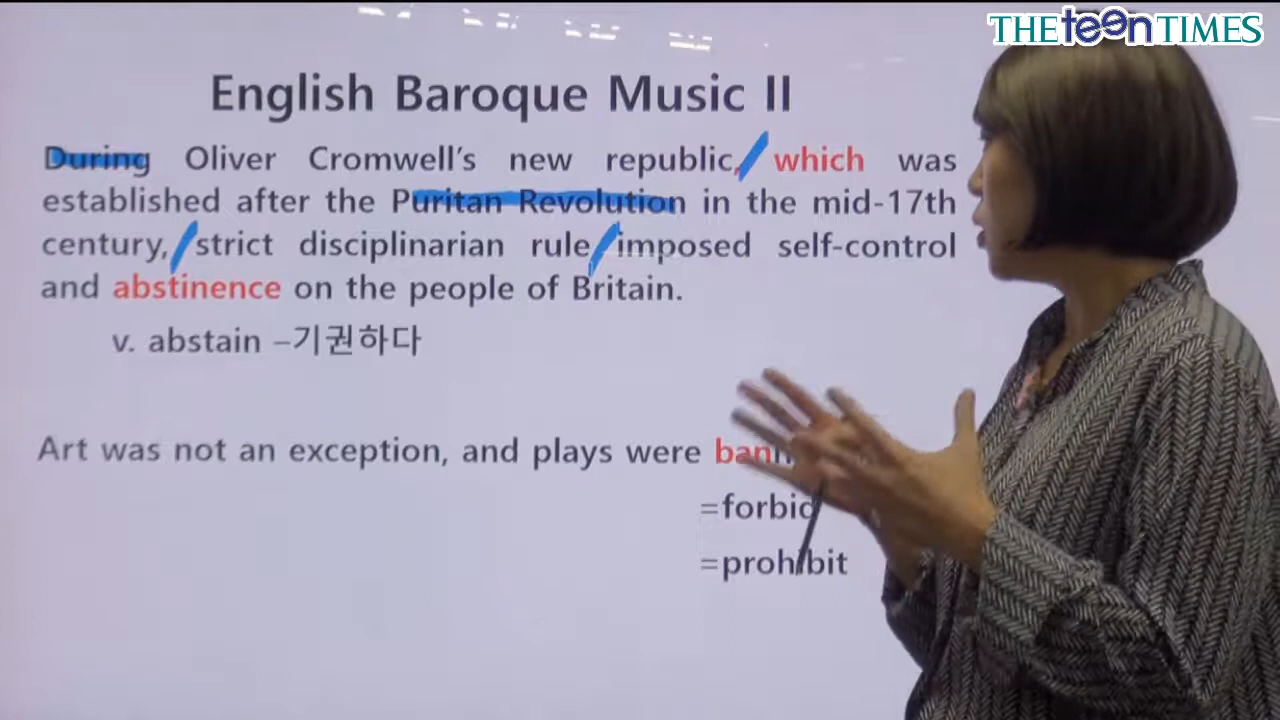 THE teen TIMES
English Baroque Music II
During Oliver Cromwell's new republic, which was
established after the Puritan Revolution in the mid-17th
century, strict disciplinarian rule imposed self-control
and abstinence on the people of Britain.
v. abstain –기권하다
Art was not an exception, and plays were
=forbid
=prohibit